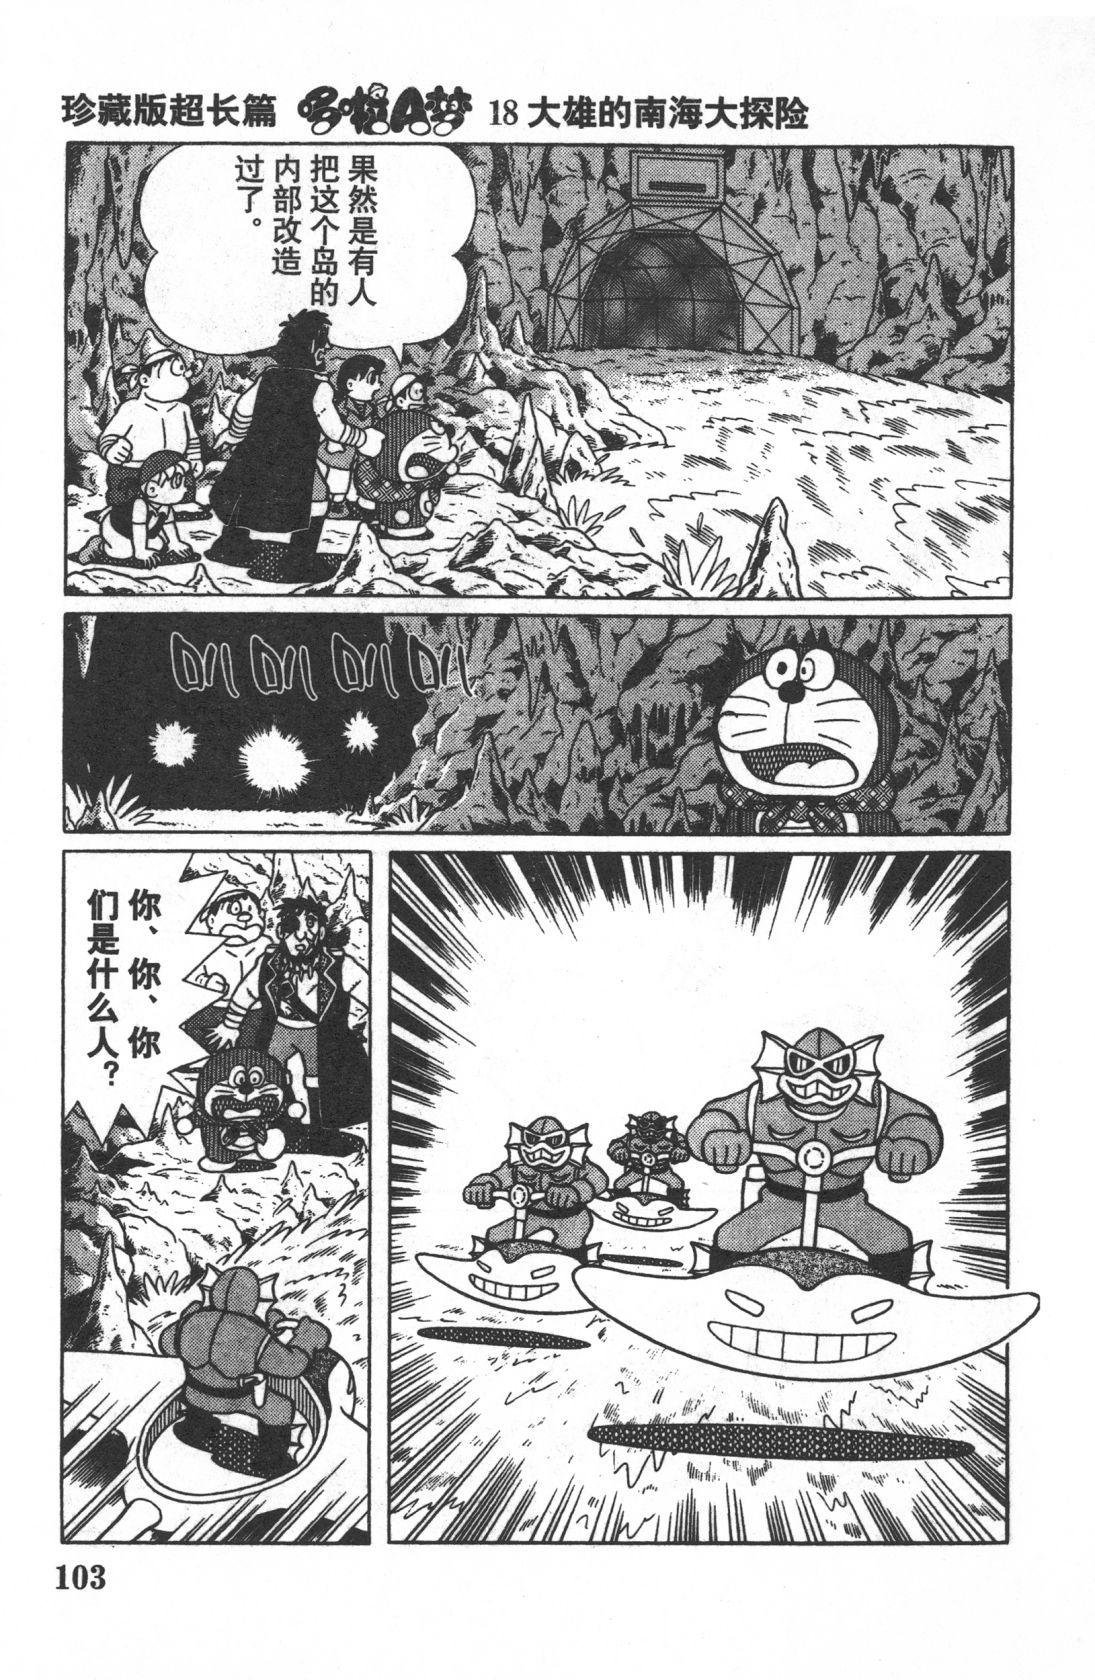 珍藏版超长篇 哆啦A梦 18 大雄的南海大探险
果然是有人
把这个岛的
内部改造
过了。
你、你、你
们是什么人？
103